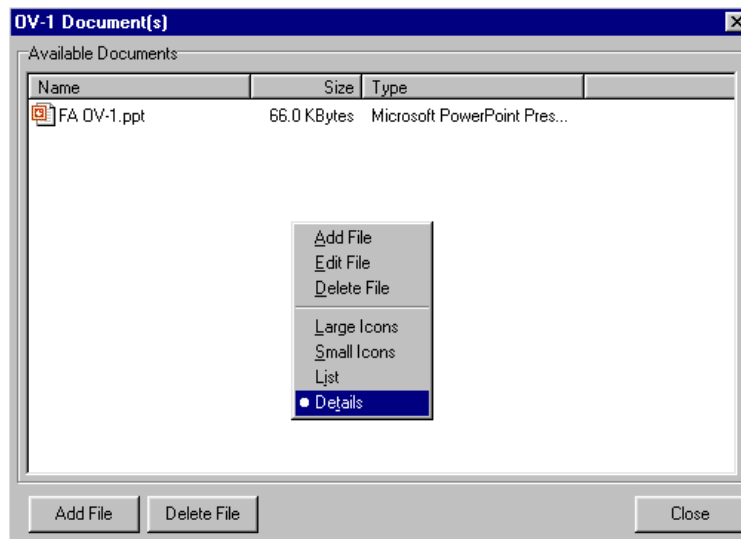 OV-1 Document(s)
Available Documents
Name Size Type
FA OV-1.ppt 66.0 KBytes Microsoft PowerPoint Pres...
Add File
Edit File
Delete File
Large Icons
Small Icons
List
Details
Add File Delete File Close